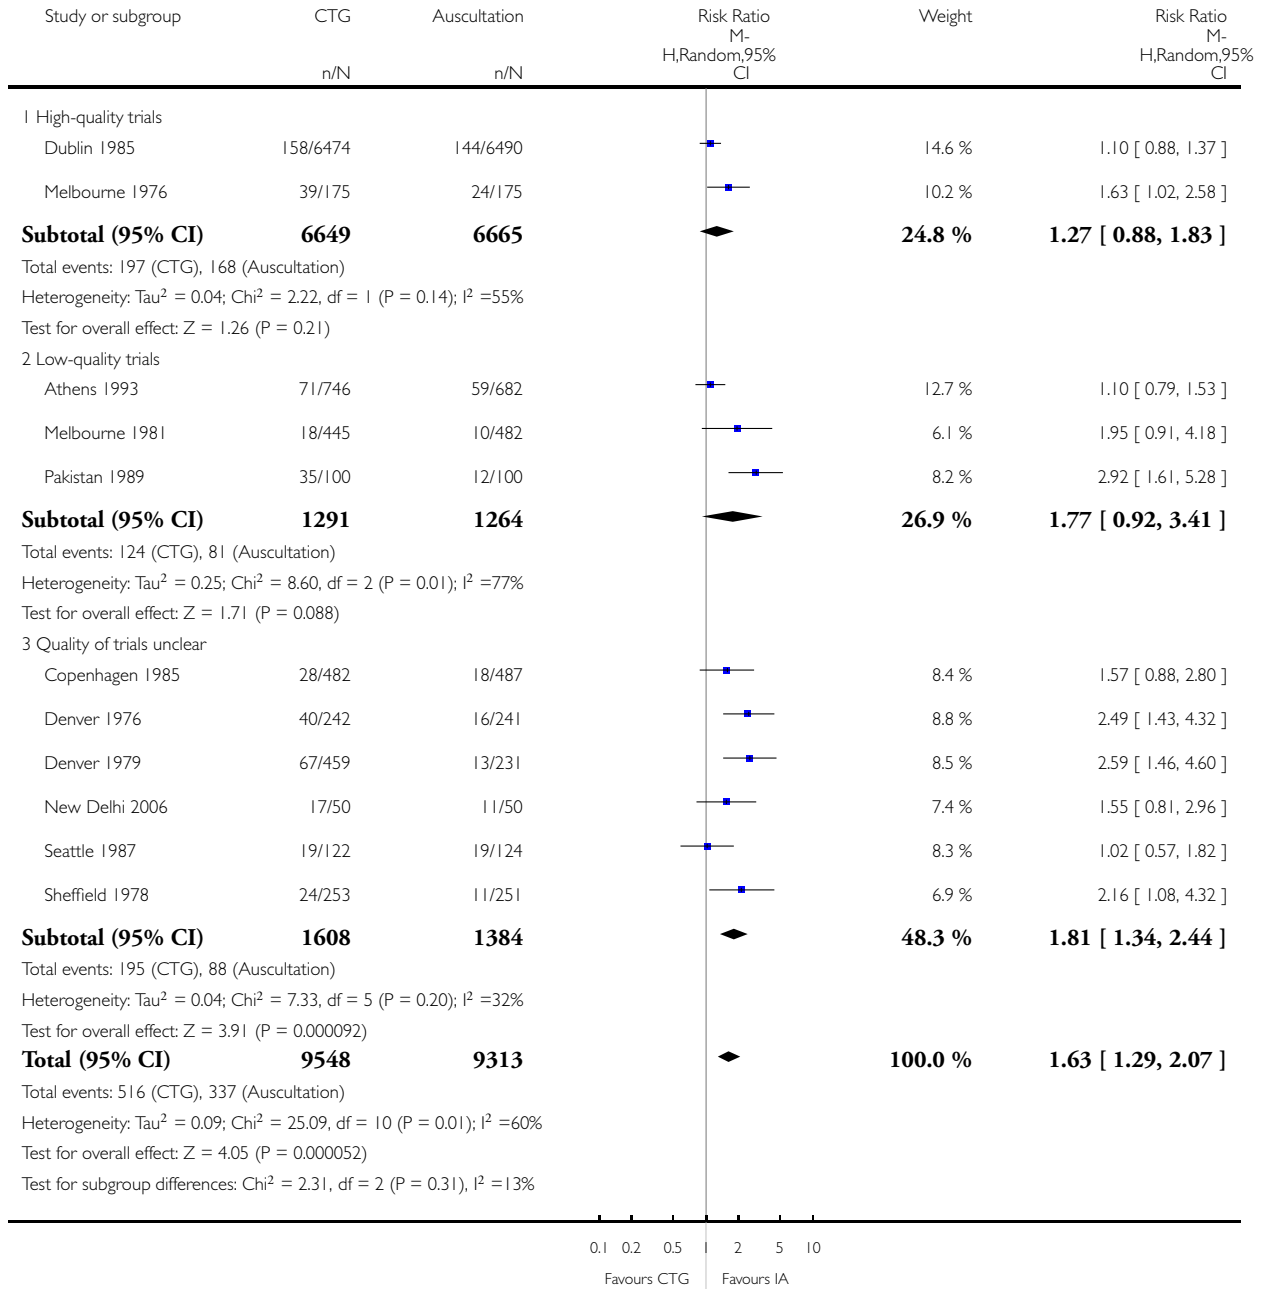 Study or subgroup CTG Auscultation Risk Ratio Weight Risk Ratio
M- M-
H,Random,95% H,Random,95%
n/N n/N CI CI
1 High-quality trials
Dublin 1985 158/6474 144/6490 14.6 % 1.10 [ 0.88, 1.37 ]
Melbourne 1976 39/175 24/175 10.2 % 1.63 [ 1.02, 2.58 ]
Subtotal (95% CI) 6649 6665 24.8 % 1.27 [ 0.88, 1.83 ]
Total events: 197 (CTG), 168 (Auscultation)
Heterogeneity: Tau² = 0.04; Chi² = 2.22, df = 1 (P = 0.14); I² =55%
Test for overall effect: Z = 1.26 (P = 0.21)
2 Low-quality trials
Athens 1993 71/746 59/682 12.7 % 1.10 [ 0.79, 1.53 ]
Melbourne 1981 18/445 10/482 6.1 % 1.95 [ 0.91, 4.18 ]
Pakistan 1989 35/100 12/100 8.2 % 2.92 [ 1.61, 5.28 ]
Subtotal (95% CI) 1291 1264 26.9 % 1.77 [ 0.92, 3.41 ]
Total events: 124 (CTG), 81 (Auscultation)
Heterogeneity: Tau² = 0.25; Chi² = 8.60, df = 2 (P = 0.01); I² =77%
Test for overall effect: Z = 1.71 (P = 0.088)
3 Quality of trials unclear
Copenhagen 1985 28/482 18/487 8.4 % 1.57 [ 0.88, 2.80 ]
Denver 1976 40/242 16/241 8.8 % 2.49 [ 1.43, 4.32 ]
Denver 1979 67/459 13/231 8.5 % 2.59 [ 1.46, 4.60 ]
New Delhi 2006 17/50 11/50 7.4 % 1.55 [ 0.81, 2.96 ]
Seattle 1987 19/122 19/124 8.3 % 1.02 [ 0.57, 1.82 ]
Sheffield 1978 24/253 11/251 6.9 % 2.16 [ 1.08, 4.32 ]
Subtotal (95% CI) 1608 1384 48.3 % 1.81 [ 1.34, 2.44 ]
Total events: 195 (CTG), 88 (Auscultation)
Heterogeneity: Tau² = 0.04; Chi² = 7.33, df = 5 (P = 0.20); I² =32%
Test for overall effect: Z = 3.91 (P = 0.000092)
Total (95% CI) 9548 9313 100.0 % 1.63 [ 1.29, 2.07 ]
Total events: 516 (CTG), 337 (Auscultation)
Heterogeneity: Tau² = 0.09; Chi² = 25.09, df = 10 (P = 0.01); I² =60%
Test for overall effect: Z = 4.05 (P = 0.000052)
Test for subgroup differences: Chi² = 2.31, df = 2 (P = 0.31), I² =13%
0.1 0.2 0.5 1 2 5 10
Favours CTG Favours IA